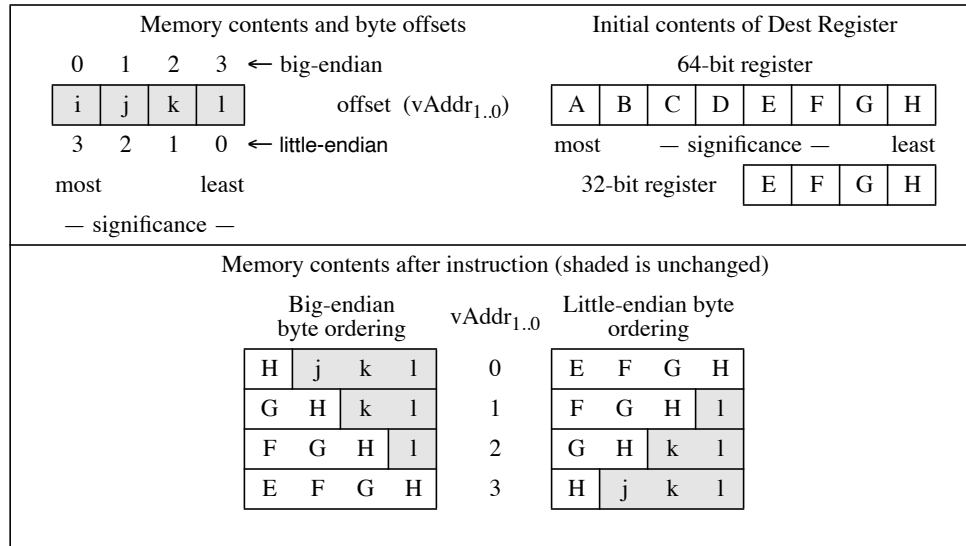 Memory contents and byte offsets
0 1 2 3 ← big-endian
i j k l
offset (vAddr1..0)
3 2 1 0 ← little-endian
most least
— significance —
Initial contents of Dest Register
64-bit register
A B C D E F G H
most — significance — least
32-bit register E F G H
Memory contents after instruction (shaded is unchanged)
Big-endian
byte ordering
vAddr1..0
Little-endian byte
ordering
H j k l 0 E F G H
G H k l 1 F G H l
F G H l 2 G H k l
E F G H 3 H j k l